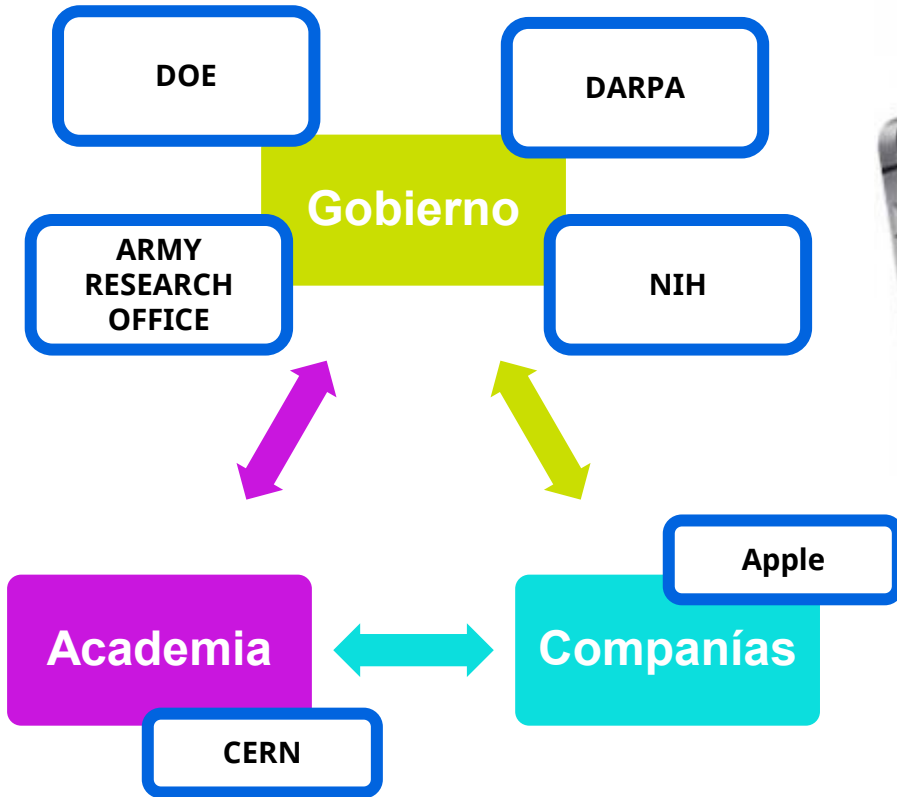 DOE
DARPA
Gobierno
ARMY
RESEARCH
OFFICE
NIH
Apple
Academia
Companías
CERN